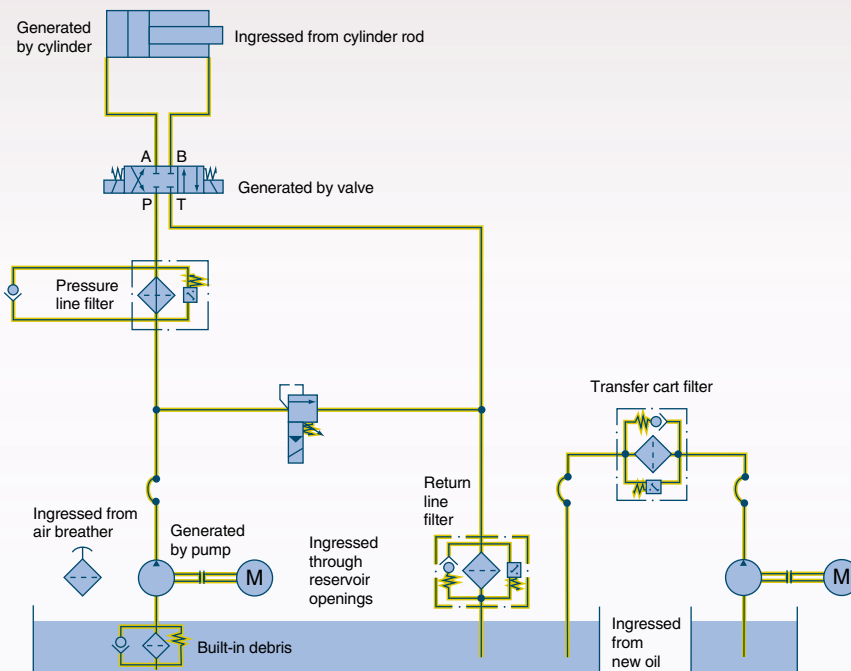 Generated
by cylinder
Ingressed from cylinder rod
A B
Generated by valve
P T
Pressure
line filter
Transfer cart filter
Return
line
filter
Ingressed from
air breather
Generated
by pump
Ingressed
through
reservoir
openings
M
M
Built-in debris
Ingressed
from
new oil